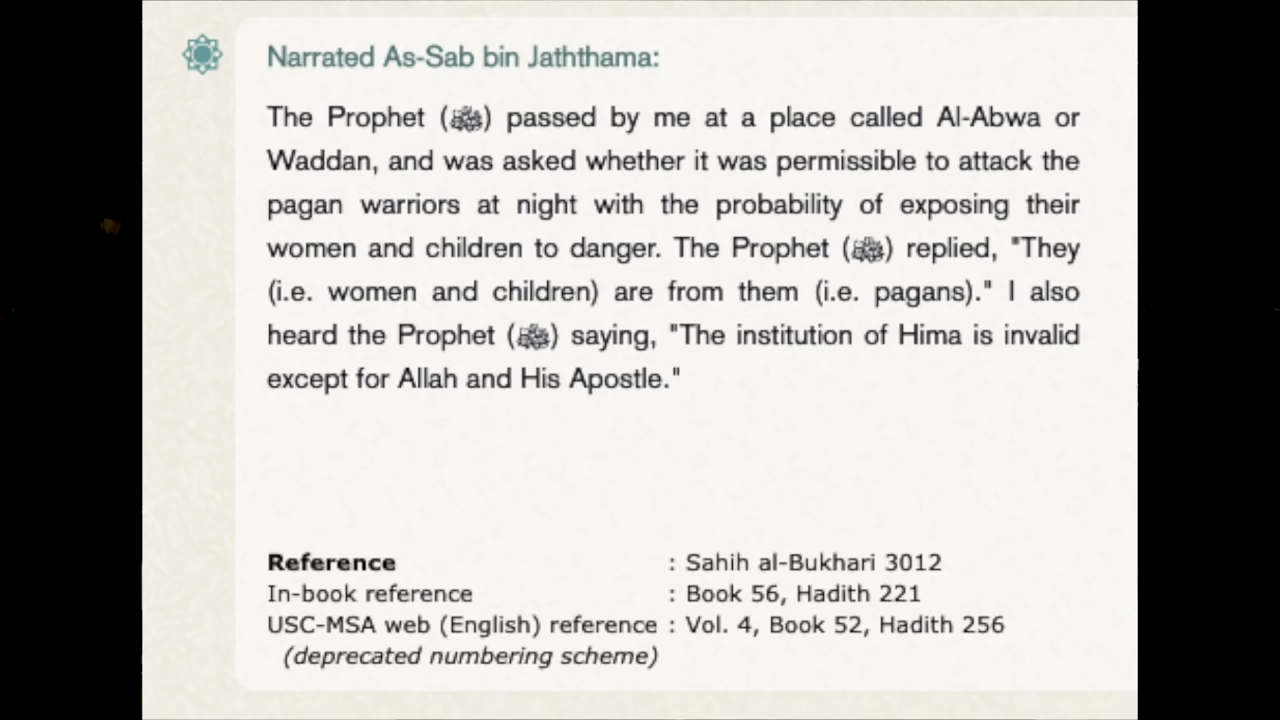 Narrated As-Sab bin Jaththama:
The Prophet (ﷺ) passed by me at a place called Al-Abwa or
Waddan, and was asked whether it was permissible to attack the
pagan warriors at night with the probability of exposing their
women and children to danger. The Prophet (ﷺ) replied, "They
(i.e. women and children) are from them (i.e. pagans)." I also
heard the Prophet (ﷺ) saying, "The institution of Hima is invalid
except for Allah and His Apostle."
Reference : Sahih al-Bukhari 3012
In-book reference : Book 56, Hadith 221
USC-MSA web (English) reference : Vol. 4, Book 52, Hadith 256
(deprecated numbering scheme)